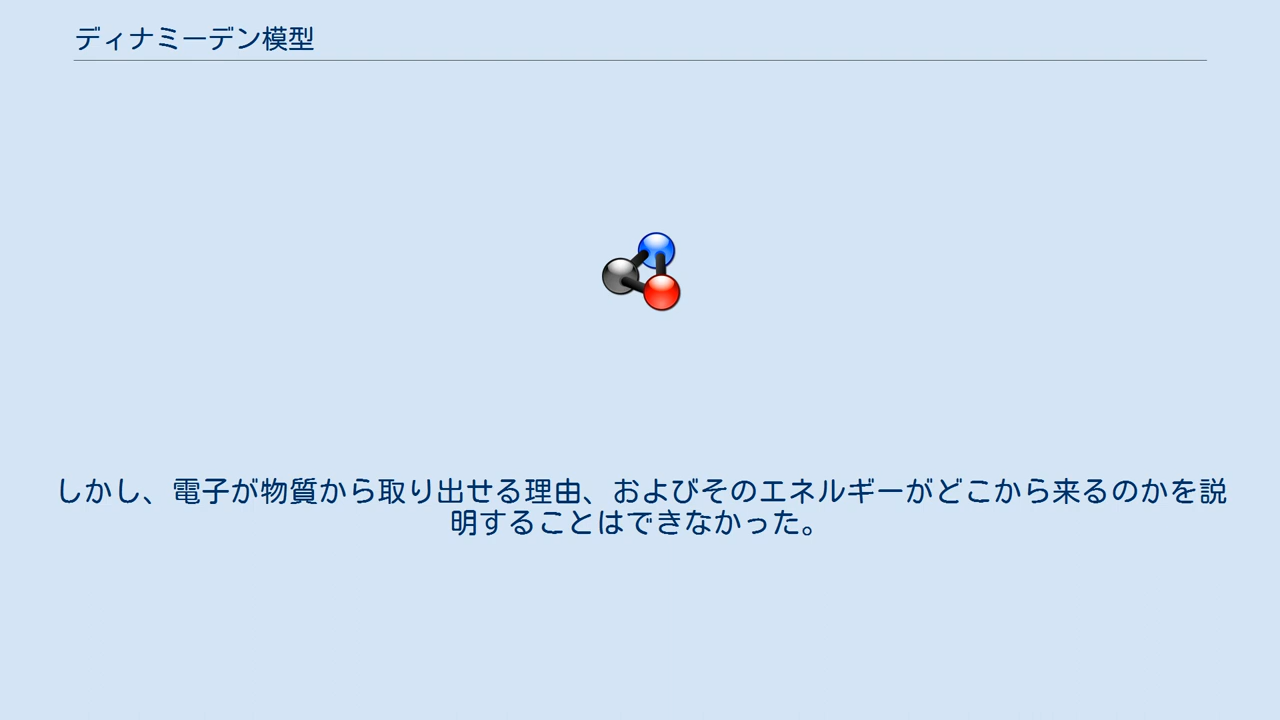 ディナミーデン模型
しかし、電子が物質から取り出せる理由、およびそのエネルギーがどこから来るのかを説
明することはできなかった。